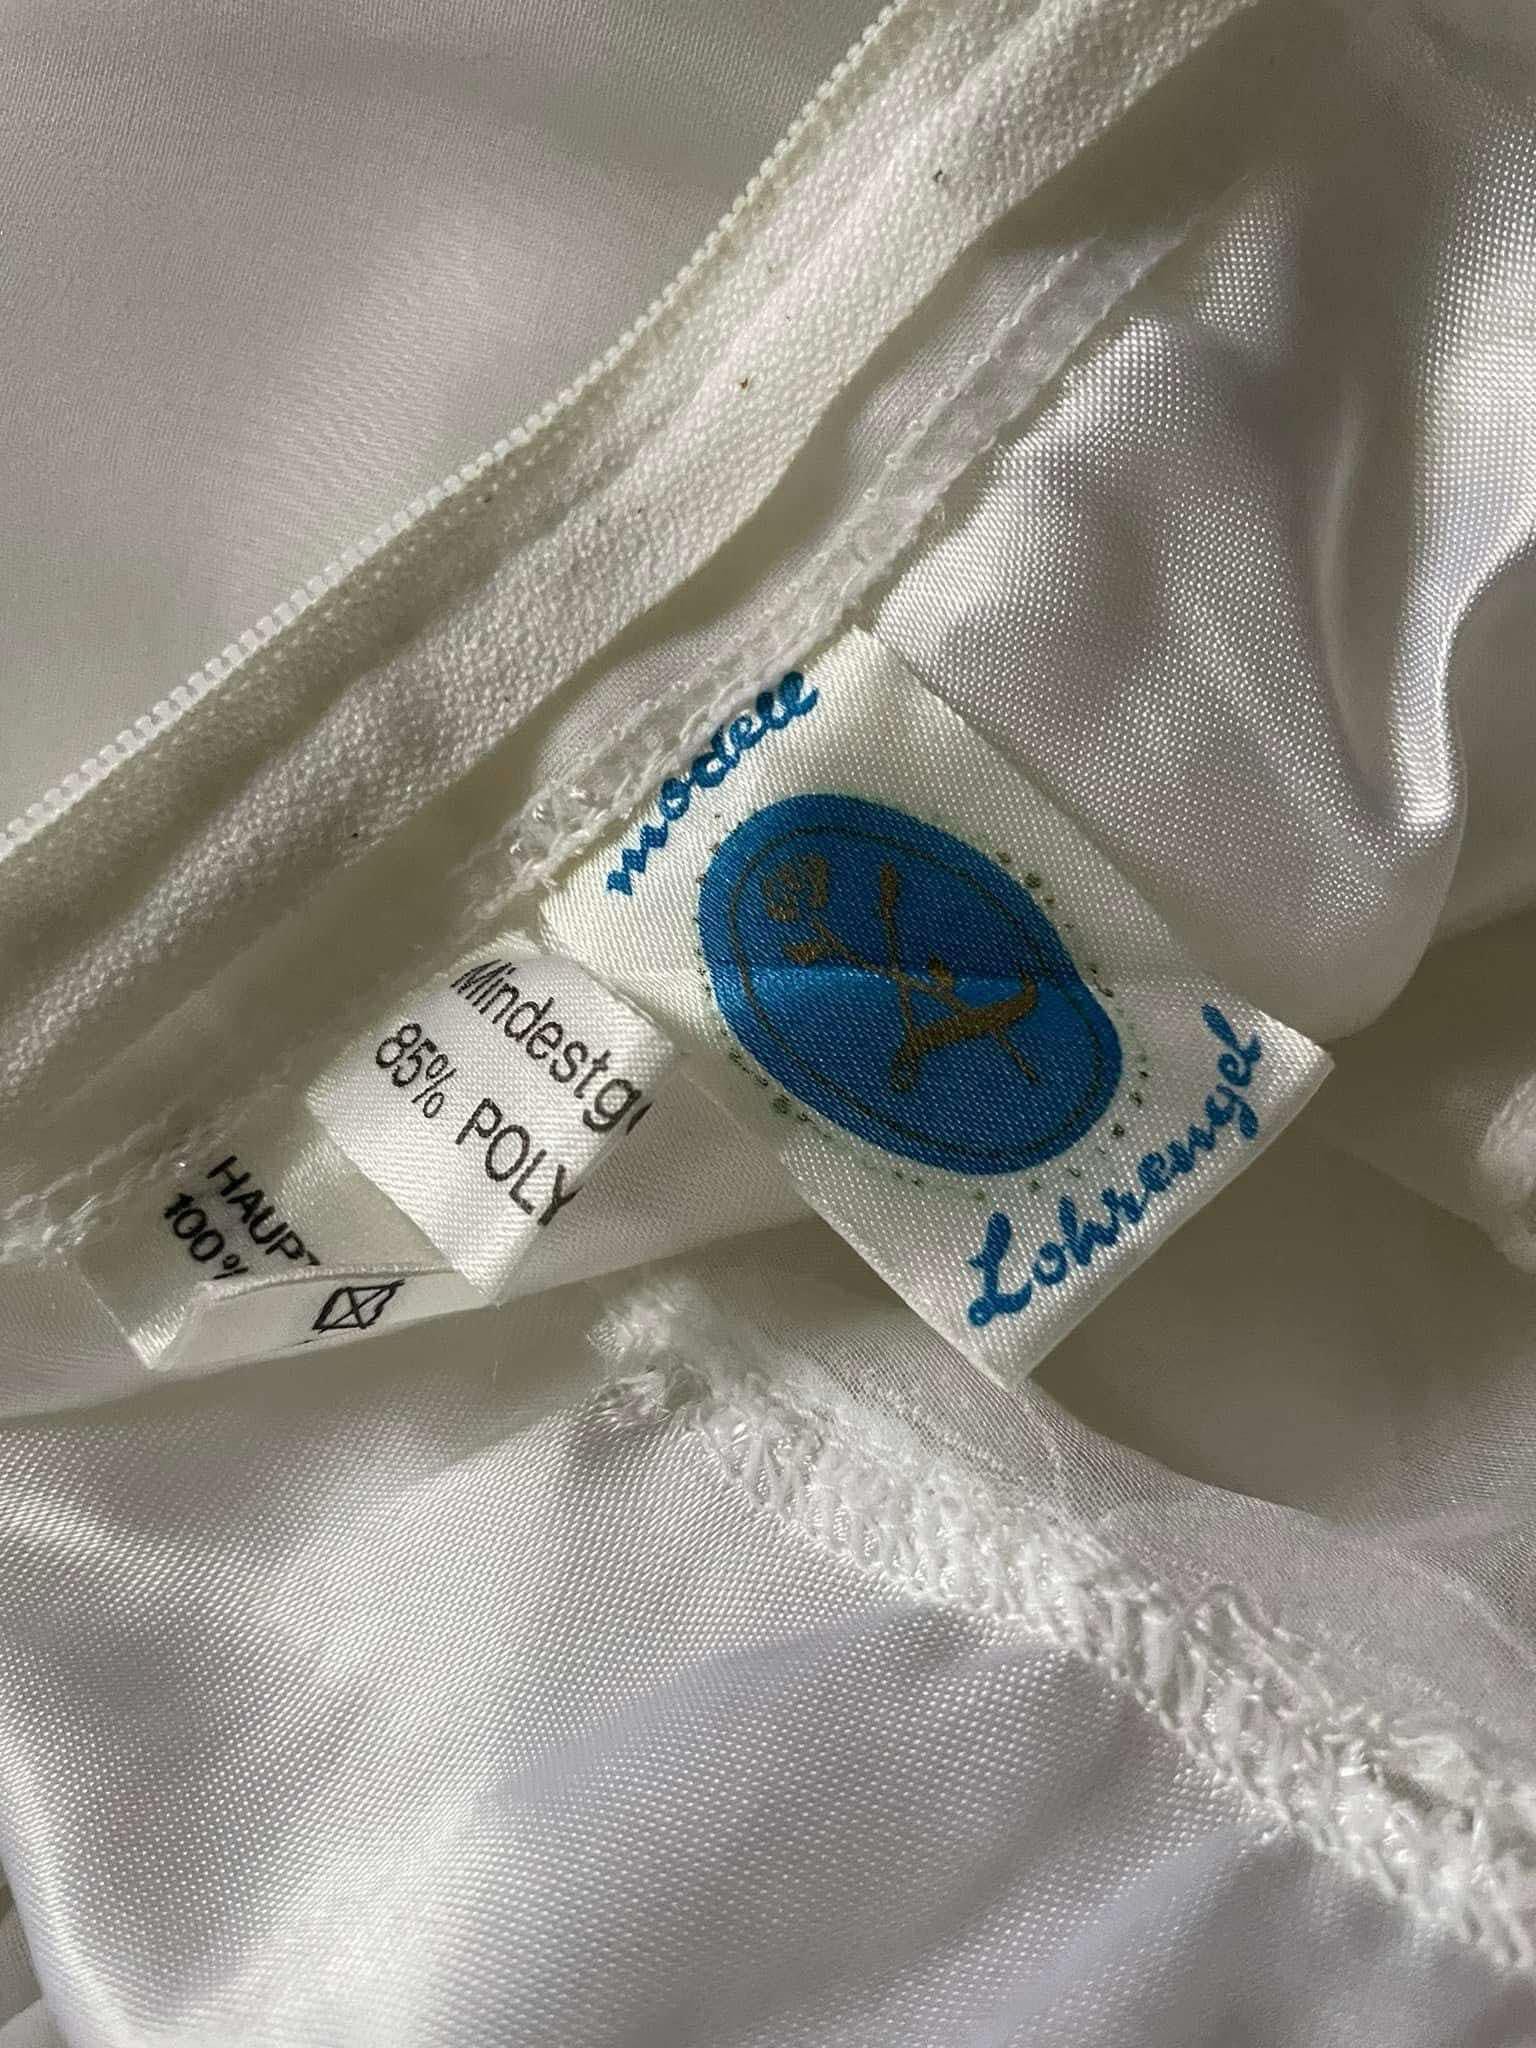 modell
Lohrengel
Mindestg
85% POLY
HAUPT
100%